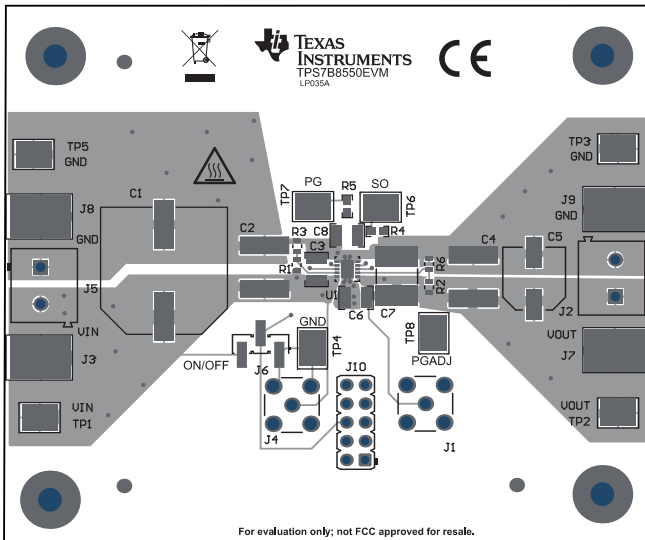 TEXAS
INSTRUMENTS
TPS7B8550EVM
LP035A
TP5
GND
TP3
GND
PG
SO
R5
TP7
TP6
C1
J8
GND
J9
GND
C2
R3
C3
C8
R4
C4
C5
R1
R6
R2
J5
U1
C6
C7
J2
VIN
J3
GND
TP4
TP8
PGADJ
VOUT
J7
ON/OFF
J6
J10
VIN
TP1
VOUT
TP2
J4
J1
For evaluation only; not FCC approved for resale.